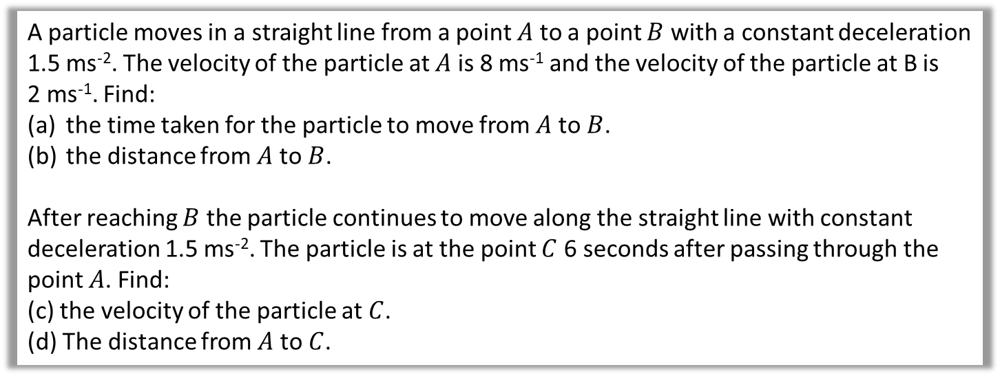 A particle moves in a straight line from a point A to a point B with a constant deceleration
1.5 ms⁻². The velocity of the particle at A is 8 ms⁻¹ and the velocity of the particle at B is
2 ms⁻¹. Find:
(a) the time taken for the particle to move from A to B.
(b) the distance from A to B.
After reaching B the particle continues to move along the straight line with constant
deceleration 1.5 ms⁻². The particle is at the point C 6 seconds after passing through the
point A. Find:
(c) the velocity of the particle at C.
(d) The distance from A to C.